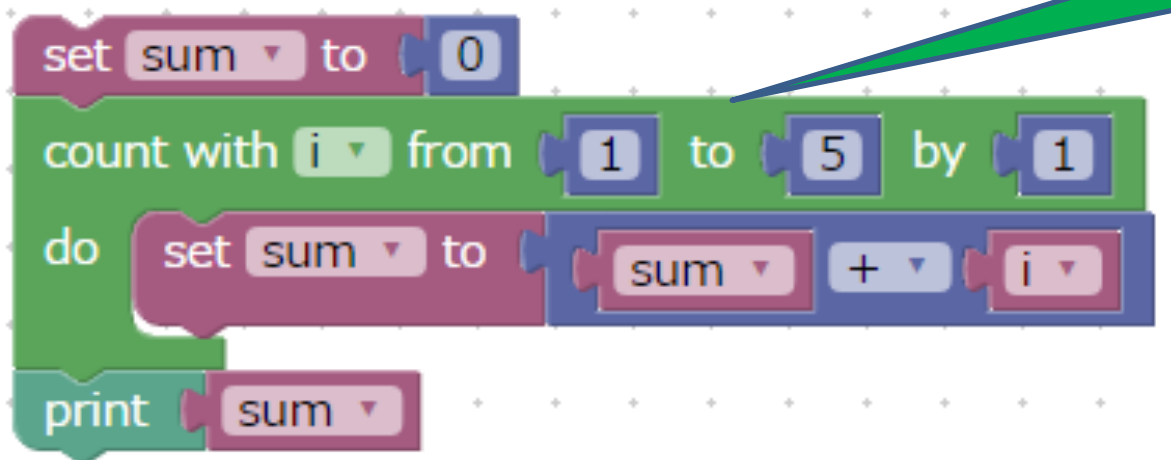 set sum to 0
count with i from 1 to 5 by 1
do set sum to sum + i
print sum